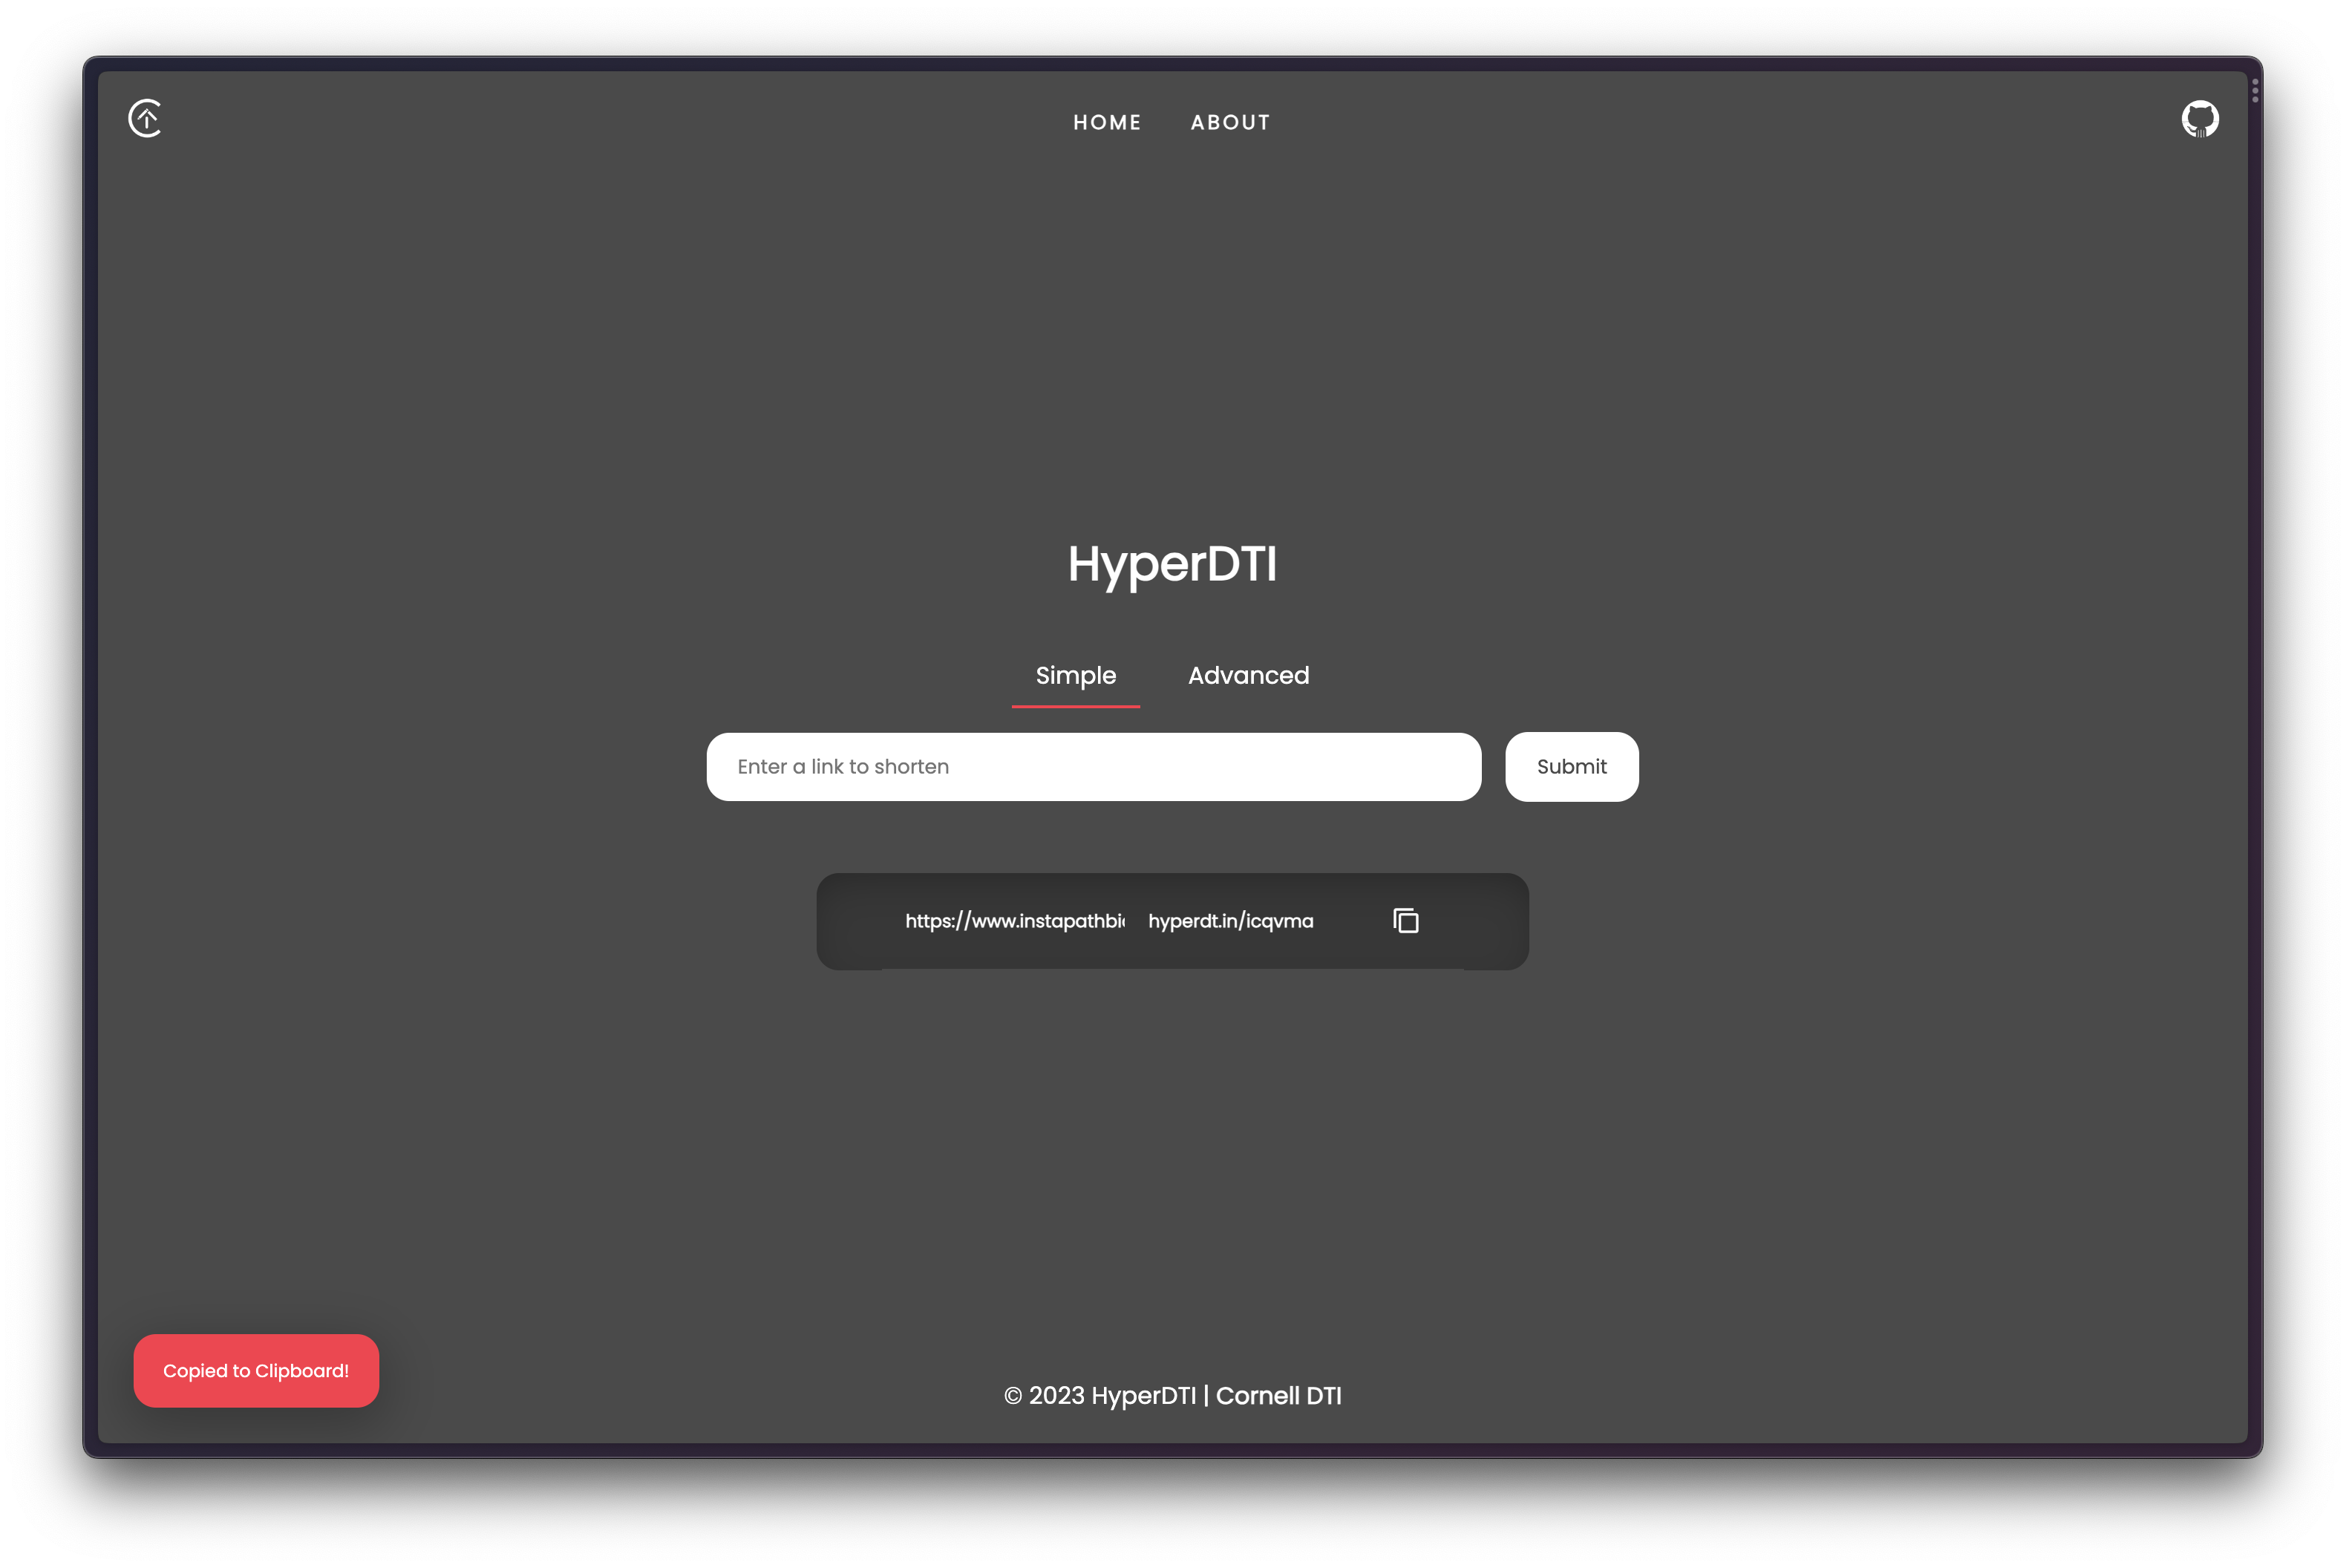 HOME ABOUT
HyperDTI
Simple Advanced
Enter a link to shorten Submit
https://www.instapathbi hyperdt.in/icqvma
Copied to Clipboard!
© 2023 HyperDTI | Cornell DTI